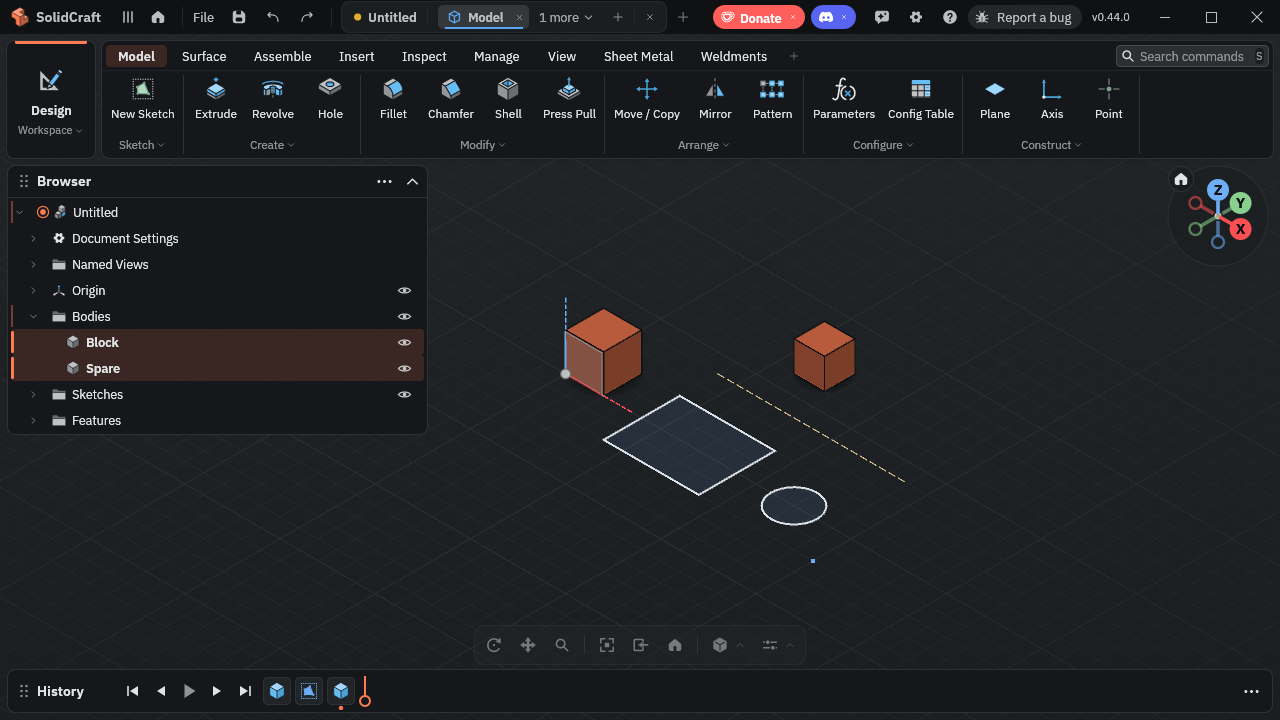 SolidCraft
File
Untitled
Model
1 more
Donate
Report a bug
v0.44.0
Design
Workspace
Model
Surface
Assemble
Insert
Inspect
Manage
View
Sheet Metal
Weldments
Search commands
S
New Sketch
Extrude
Revolve
Hole
Fillet
Chamfer
Shell
Press Pull
Move / Copy
Mirror
Pattern
Parameters
Config Table
Plane
Axis
Point
Sketch
Create
Modify
Arrange
Configure
Construct
Browser
Untitled
Document Settings
Named Views
Origin
Bodies
Block
Spare
Sketches
Features
Z
Y
X
History